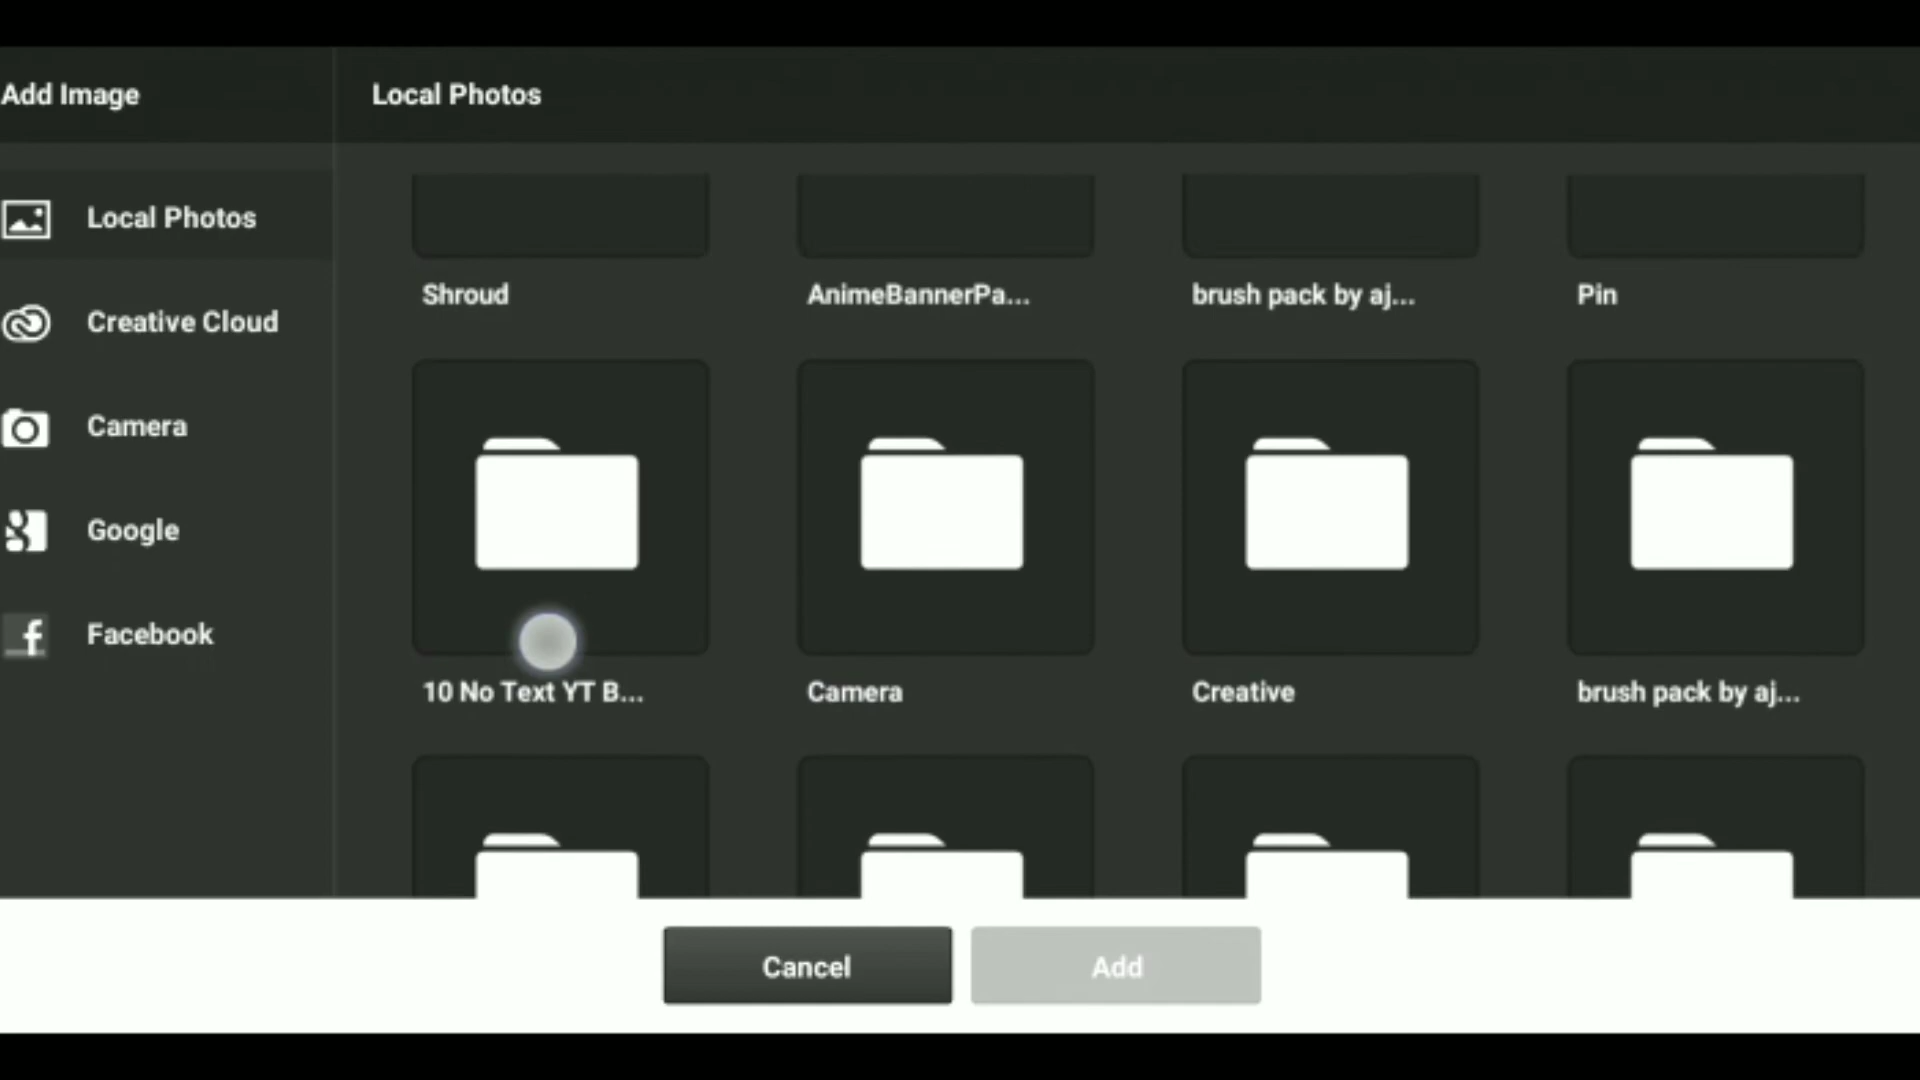 Add Image
Local Photos
Local Photos
Creative Cloud
Camera
Google
Facebook
Shroud
AnimeBannerPa...
brush pack by aj...
Pin
10 No Text YT B...
Camera
Creative
brush pack by aj...
Cancel
Add